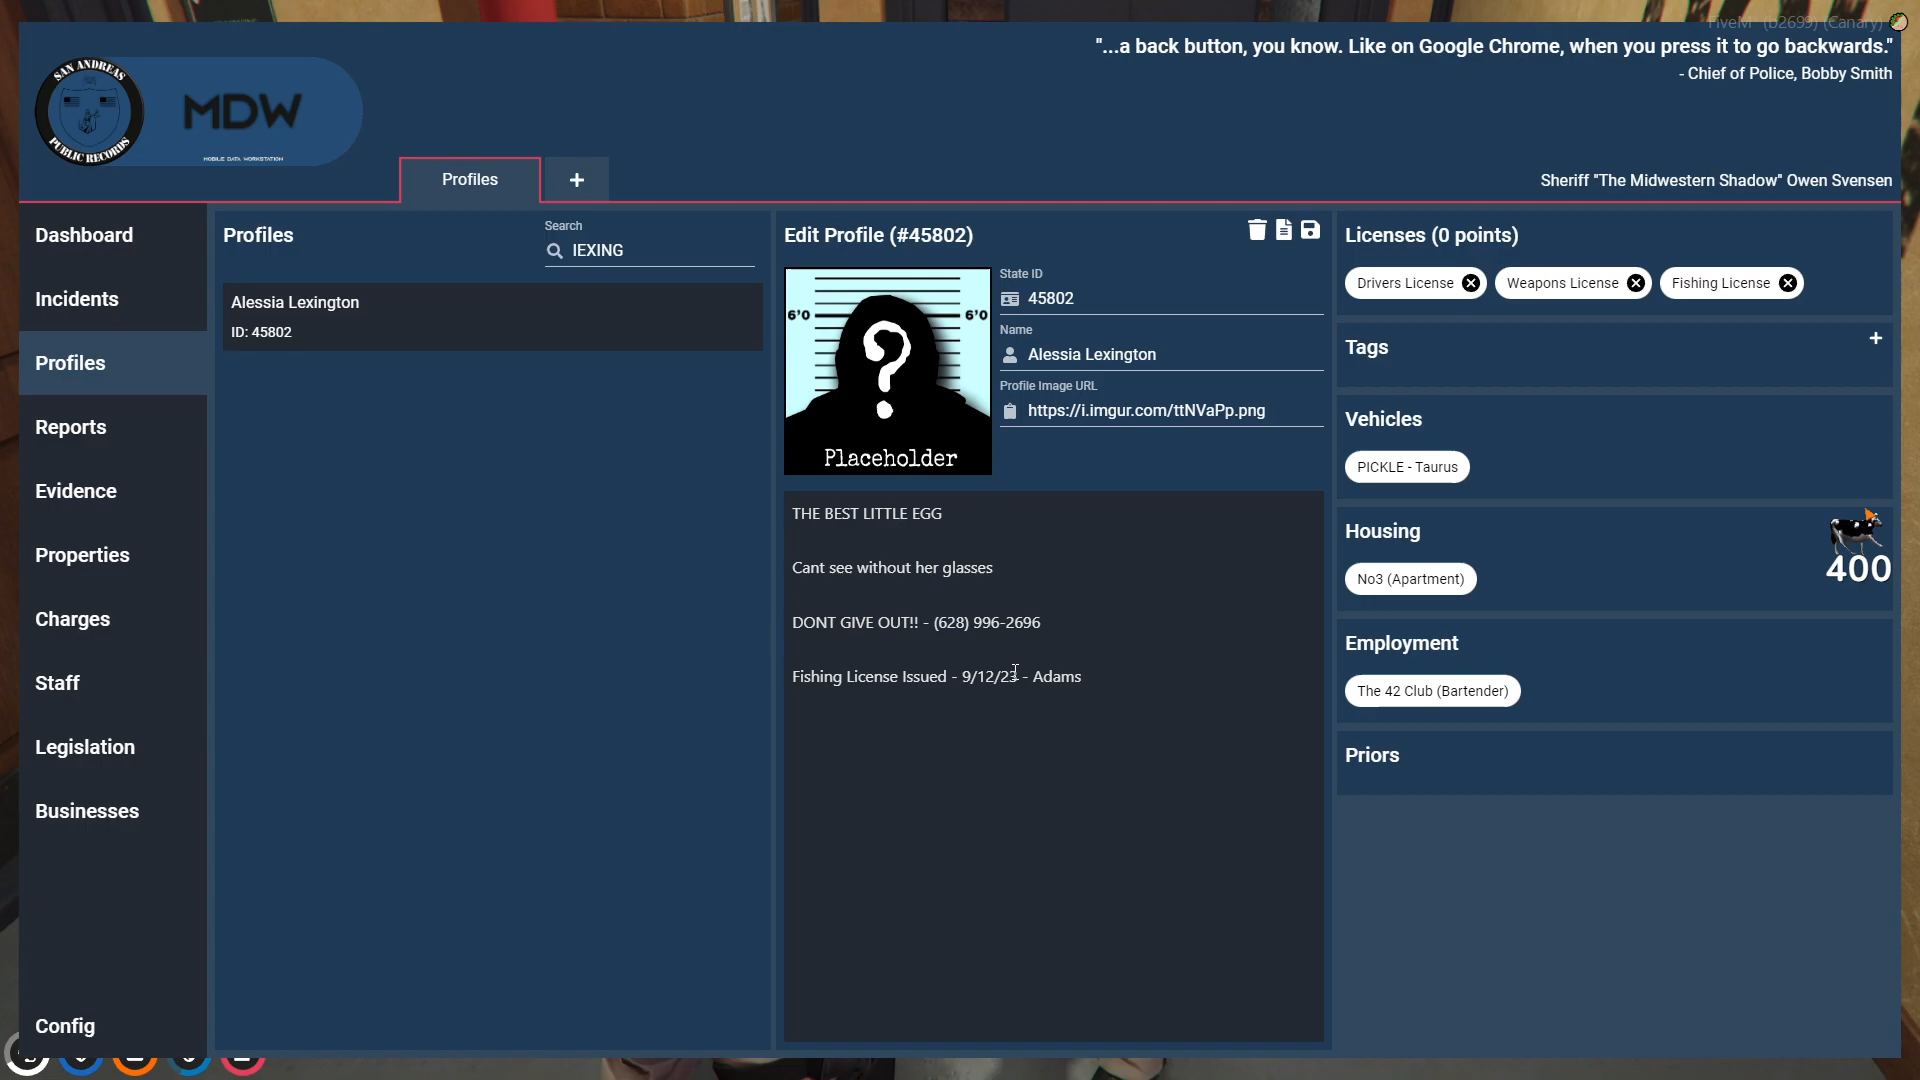 FiveM® (b2699) (Canary)
"...a back button, you know. Like on Google Chrome, when you press it to go backwards."
- Chief of Police, Bobby Smith
SAN ANDREAS
PUBLIC RECORDS
MDW
MOBILE DATA WORKSTATION
Profiles
+
Sheriff "The Midwestern Shadow" Owen Svensen
Dashboard
Incidents
Profiles
Reports
Evidence
Properties
Charges
Staff
Legislation
Businesses
Config
Profiles
Search
lEXING
Alessia Lexington
ID: 45802
Edit Profile (#45802)
6'0 6'0
Placeholder
State ID
45802
Name
Alessia Lexington
Profile Image URL
https://i.imgur.com/ttNVaPp.png
THE BEST LITTLE EGG
Cant see without her glasses
DONT GIVE OUT!! - (628) 996-2696
Fishing License Issued - 9/12/23 - Adams
Licenses (0 points)
Drivers License
Weapons License
Fishing License
Tags
Vehicles
PICKLE - Taurus
Housing
No3 (Apartment)
400
Employment
The 42 Club (Bartender)
Priors